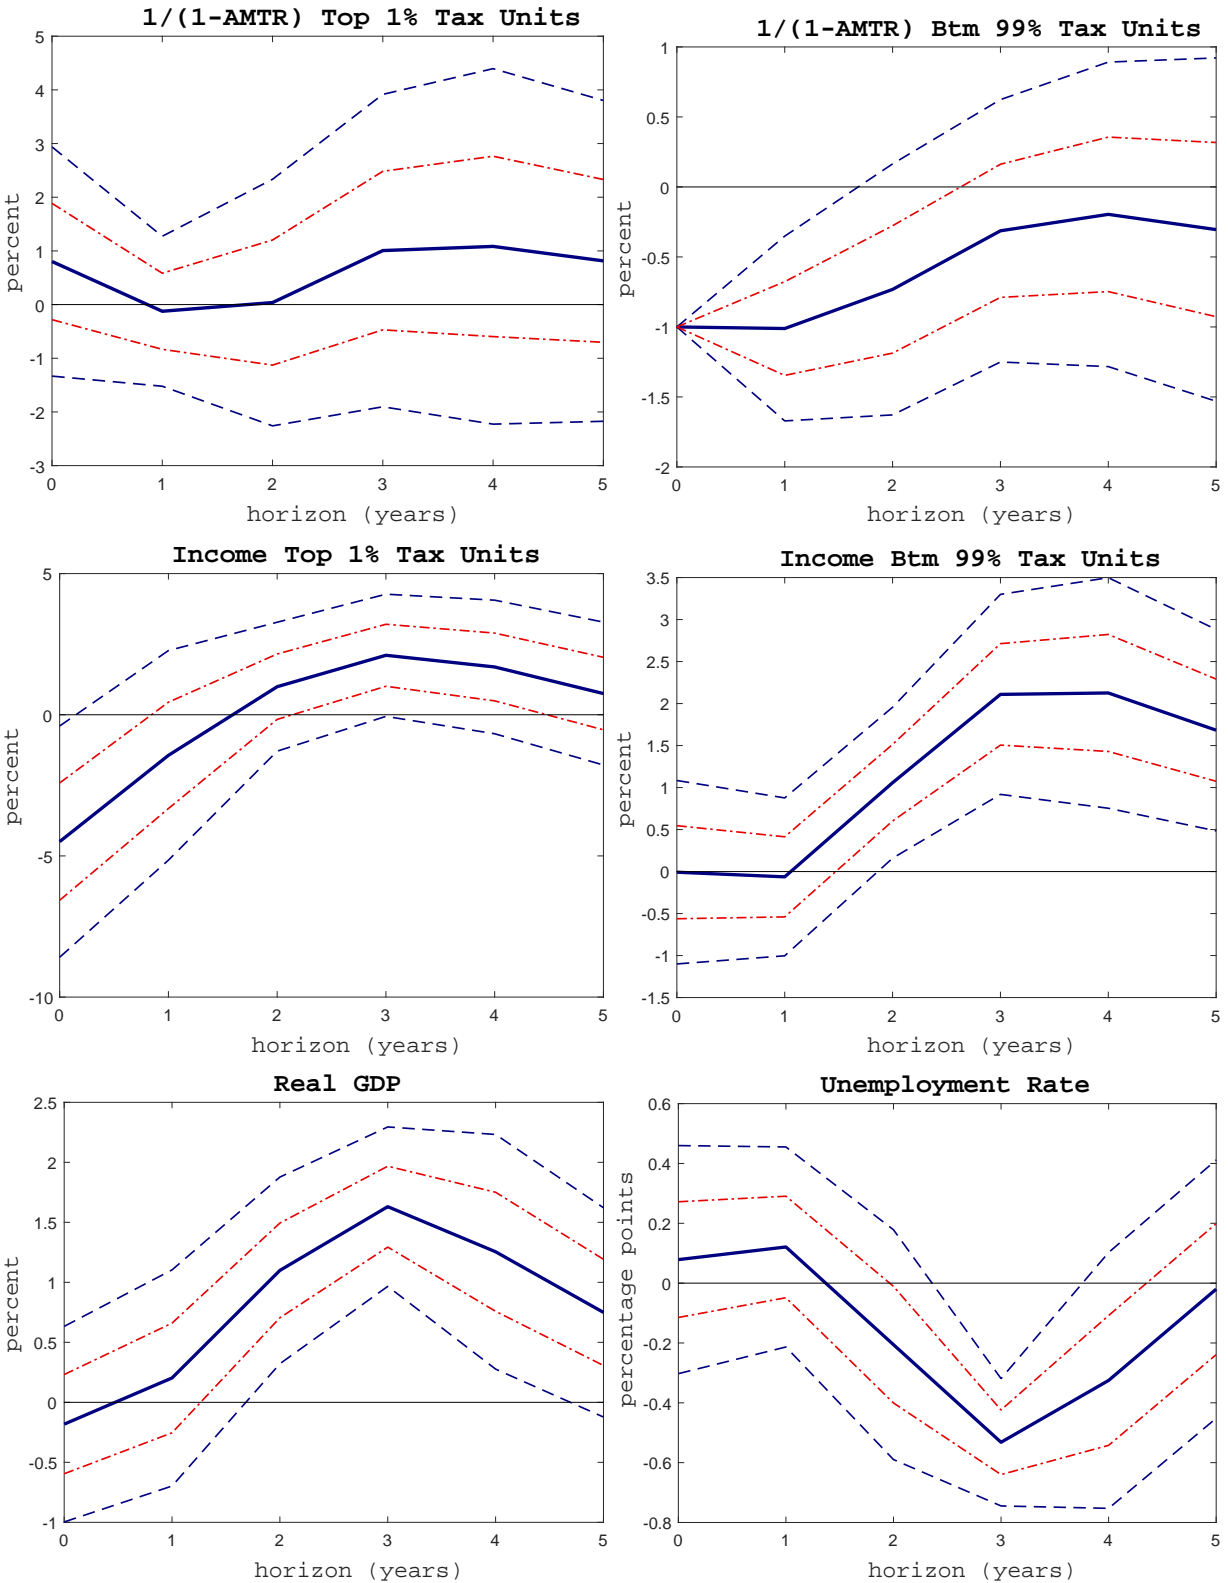 1/(1-AMTR) Top 1% Tax Units
5
4
3
2
1
0
-1
-2
-3
percent
0 1 2 3 4 5
horizon (years)
1/(1-AMTR) Btm 99% Tax Units
1
0.5
0
-0.5
-1
-1.5
-2
percent
0 1 2 3 4 5
horizon (years)
Income Top 1% Tax Units
5
0
-5
-10
percent
0 1 2 3 4 5
horizon (years)
Income Btm 99% Tax Units
3.5
3
2.5
2
1.5
1
0.5
0
-0.5
-1
-1.5
percent
0 1 2 3 4 5
horizon (years)
Real GDP
2.5
2
1.5
1
0.5
0
-0.5
-1
percent
0 1 2 3 4 5
horizon (years)
Unemployment Rate
0.6
0.4
0.2
0
-0.2
-0.4
-0.6
-0.8
percentage points
0 1 2 3 4 5
horizon (years)